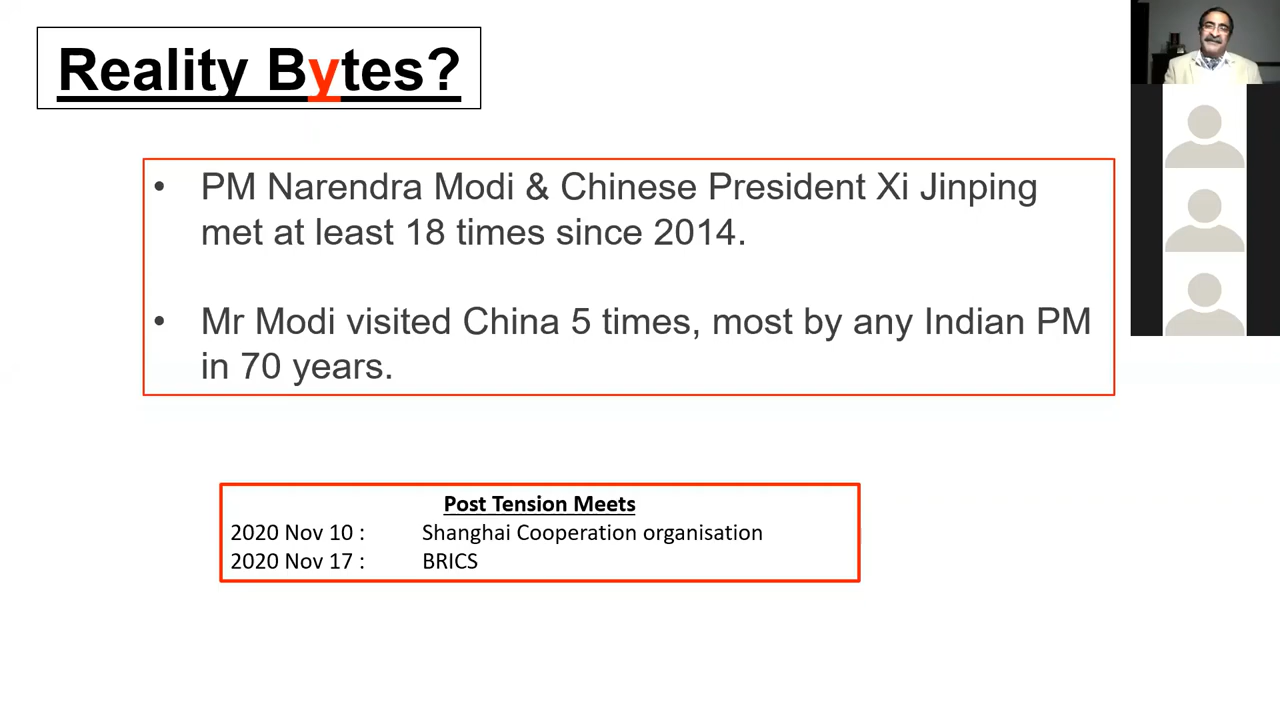 Reality Bytes?
• PM Narendra Modi & Chinese President Xi Jinping
met at least 18 times since 2014.
• Mr Modi visited China 5 times, most by any Indian PM
in 70 years.
Post Tension Meets
2020 Nov 10 : Shanghai Cooperation organisation
2020 Nov 17 : BRICS